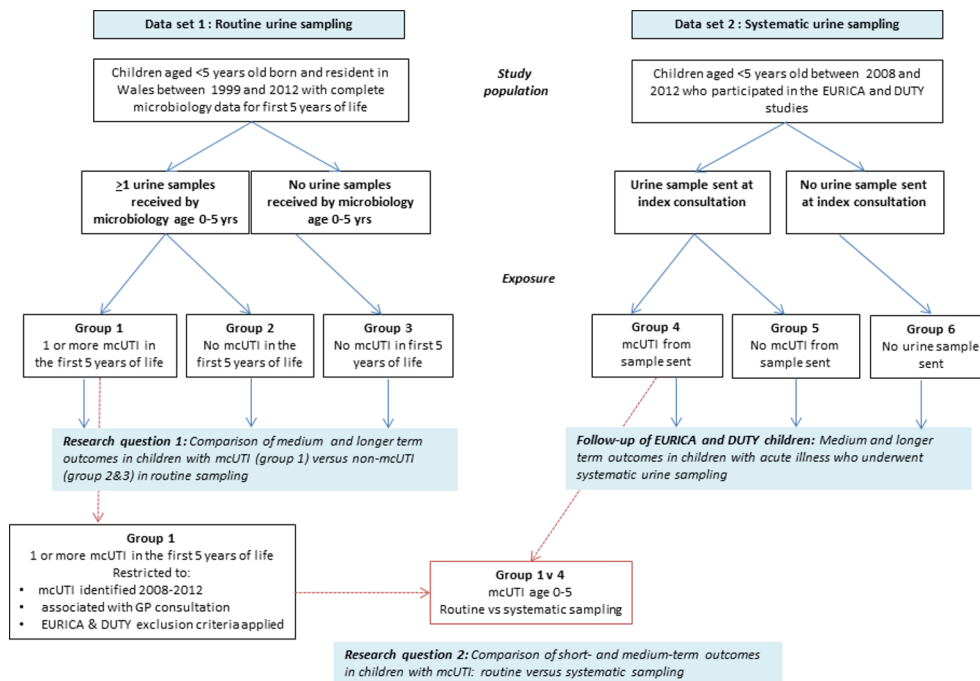 Data set 1 : Routine urine sampling
Data set 2 : Systematic urine sampling
Children aged <5 years old born and resident in
Wales between 1999 and 2012 with complete
microbiology data for first 5 years of life
Study
population
Children aged <5 years old between 2008 and
2012 who participated in the EURICA and DUTY
studies
≥1 urine samples
received by
microbiology age 0-5 yrs
No urine samples
received by microbiology
age 0-5 yrs
Urine sample sent at
index consultation
No urine sample sent
at index consultation
Exposure
Group 1
1 or more mcUTI in
the first 5 years of life
Group 2
No mcUTI in the
first 5 years of life
Group 3
No mcUTI in first 5
years of life
Group 4
mcUTI from
sample sent
Group 5
No mcUTI from
sample sent
Group 6
No urine sample
sent
Research question 1: Comparison of medium and longer term
outcomes in children with mcUTI (group 1) versus non-mcUTI
(group 2&3) in routine sampling
Follow-up of EURICA and DUTY children: Medium and longer
term outcomes in children with acute illness who underwent
systematic urine sampling
Group 1
1 or more mcUTI in the first 5 years of life
Restricted to:
• mcUTI identified 2008-2012
• associated with GP consultation
• EURICA & DUTY exclusion criteria applied
Group 1 v 4
mcUTI age 0-5
Routine vs systematic sampling
Research question 2: Comparison of short- and medium-term outcomes
in children with mcUTI: routine versus systematic sampling